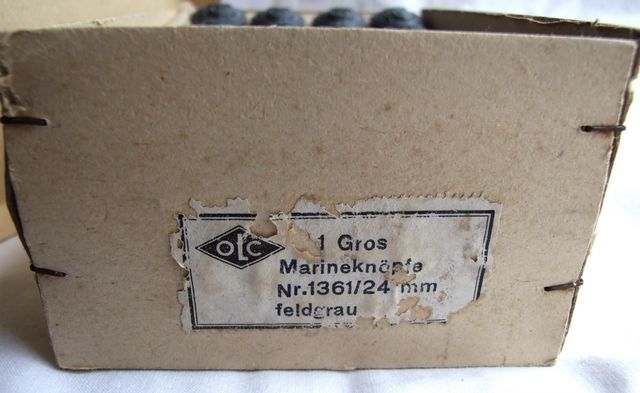 OLC
1 Gros
Marineknöpfe
Nr.1361/24 mm
feldgrau